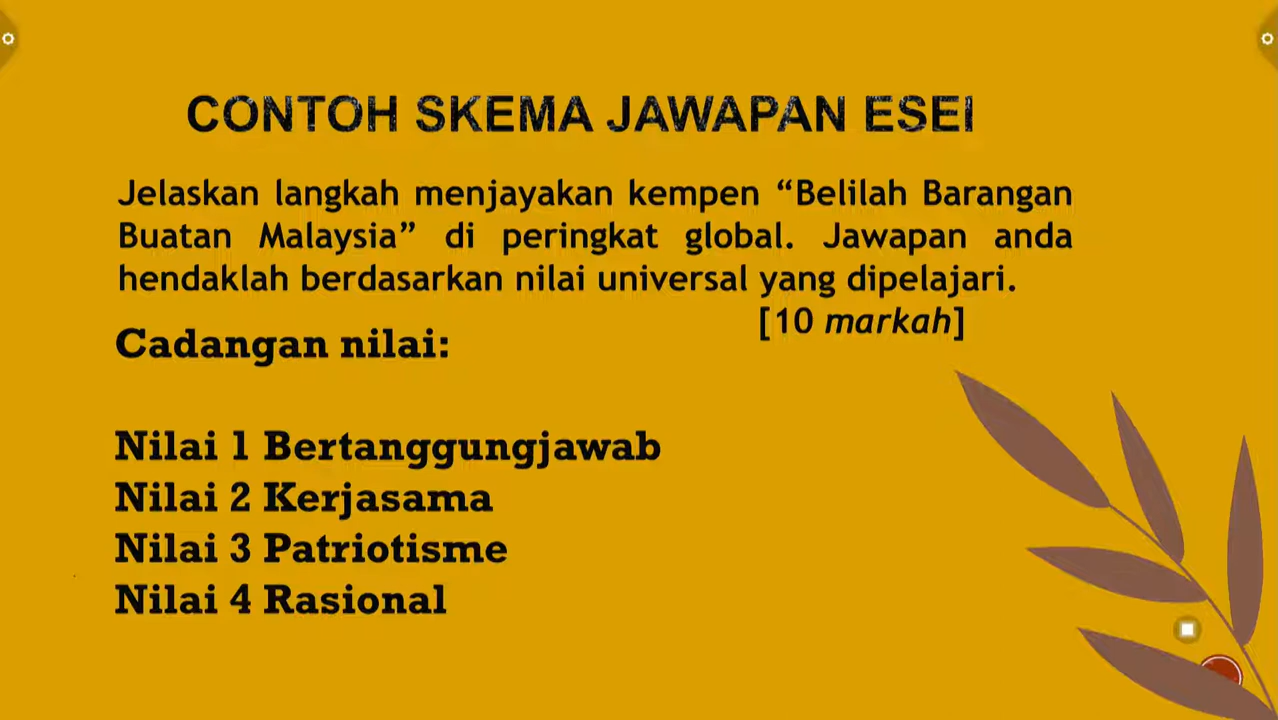 CONTOH SKEMA JAWAPAN ESEI
Jelaskan langkah menjayakan kempen “Belilah Barangan
Buatan Malaysia” di peringkat global. Jawapan anda
hendaklah berdasarkan nilai universal yang dipelajari.
[10 markah]
Cadangan nilai:
Nilai 1 Bertanggungjawab
Nilai 2 Kerjasama
Nilai 3 Patriotisme
Nilai 4 Rasional